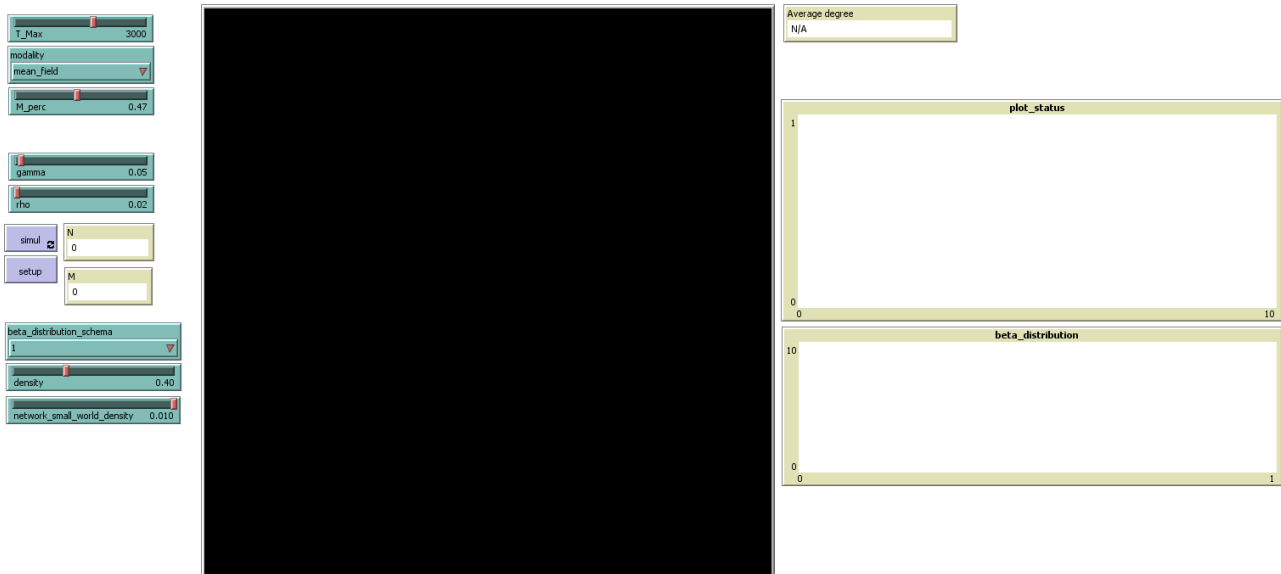 T_Max 3000
modality
mean_field
M_perc 0.47
gamma 0.05
rho 0.02
simul
N
0
setup
M
0
beta_distribution_schema
1
density 0.40
network_small_world_density 0.010
Average degree
N/A
plot_status
1
0
0 10
beta_distribution
10
0
0 1